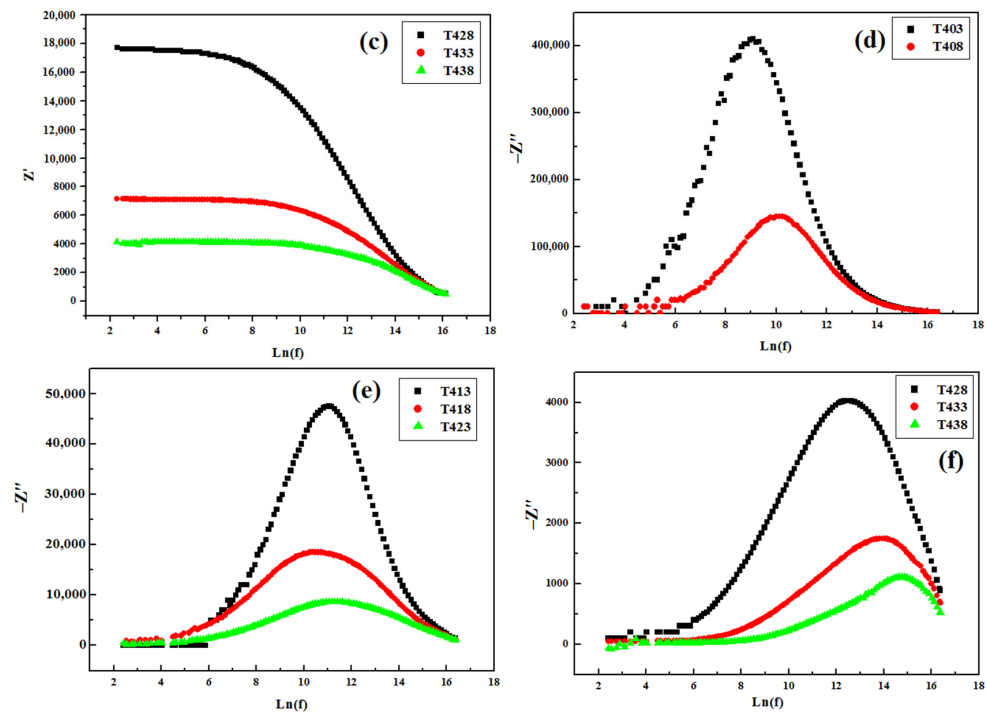 (c)
T428
T433
T438
20,000
18,000
16,000
14,000
12,000
10,000
8000
6000
4000
2000
0
Z'
2 4 6 8 10 12 14 16 18
Ln(f)
(d)
T403
T408
400,000
300,000
200,000
100,000
0
−Z''
2 4 6 8 10 12 14 16 18
Ln(f)
(e)
T413
T418
T423
50,000
40,000
30,000
20,000
10,000
0
−Z''
2 4 6 8 10 12 14 16
Ln(f)
(f)
T428
T433
T438
4000
3000
2000
1000
0
−Z''
2 4 6 8 10 12 14 16
Ln(f)